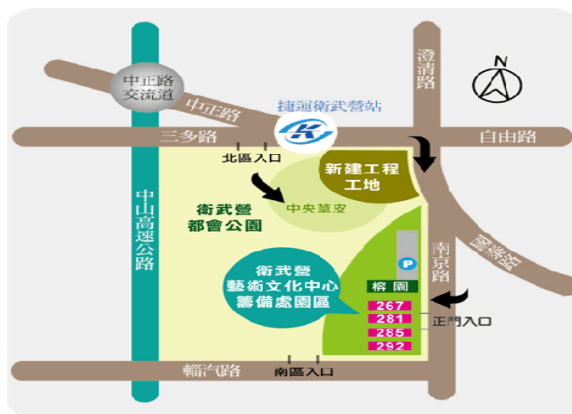 N
中正路
交流道
澄清路
捷運衛武營站
中正路
K
三多路
自由路
北區入口
新建工程
工地
中央草皮
衛武營
都會公園
中山高速公路
國泰路
南京路
P
衛武營
藝術文化中心
籌備處園區
榕園
267
281
285
292
正門入口
輜汽路
南區入口